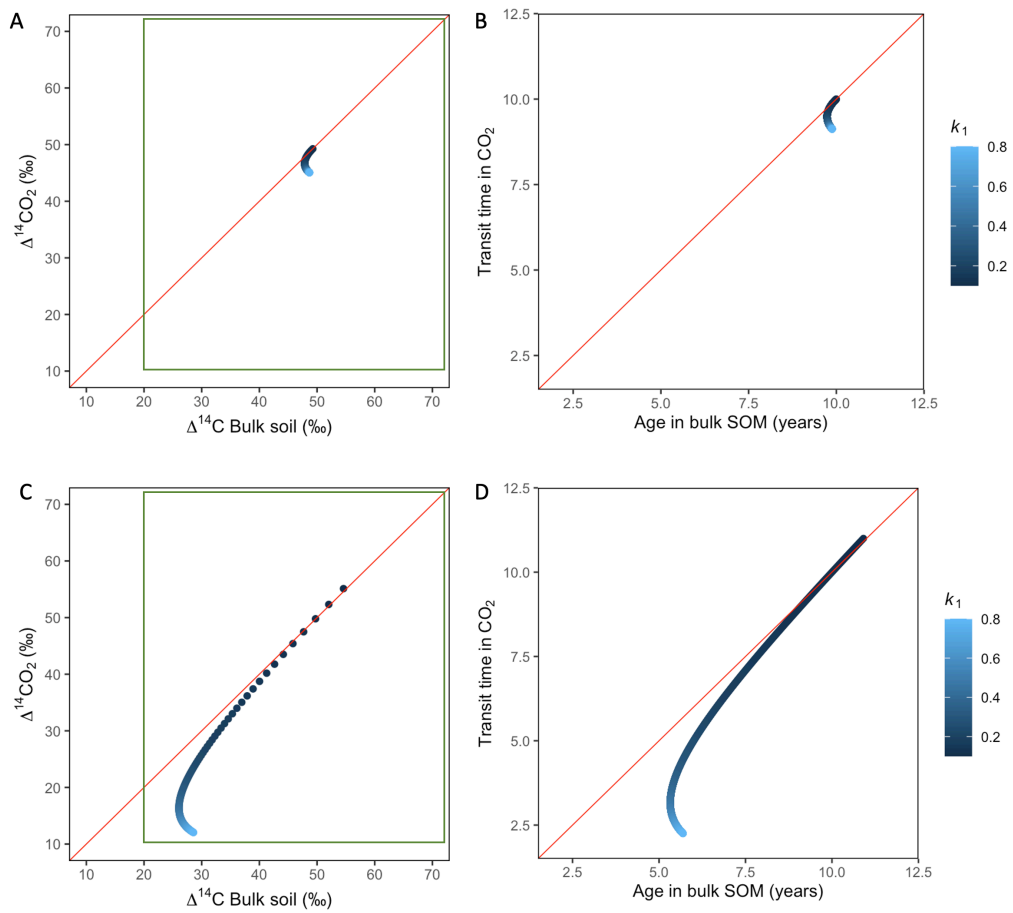 A
70
60
50
40
30
20
10
Δ¹⁴CO₂ (‰)
10 20 30 40 50 60 70
Δ¹⁴C Bulk soil (‰)
B
12.5
10.0
7.5
5.0
2.5
Transit time in CO₂
2.5 5.0 7.5 10.0 12.5
Age in bulk SOM (years)
k₁
0.8
0.6
0.4
0.2
C
70
60
50
40
30
20
10
Δ¹⁴CO₂ (‰)
10 20 30 40 50 60 70
Δ¹⁴C Bulk soil (‰)
D
12.5
10.0
7.5
5.0
2.5
Transit time in CO₂
2.5 5.0 7.5 10.0 12.5
Age in bulk SOM (years)
k₁
0.8
0.6
0.4
0.2